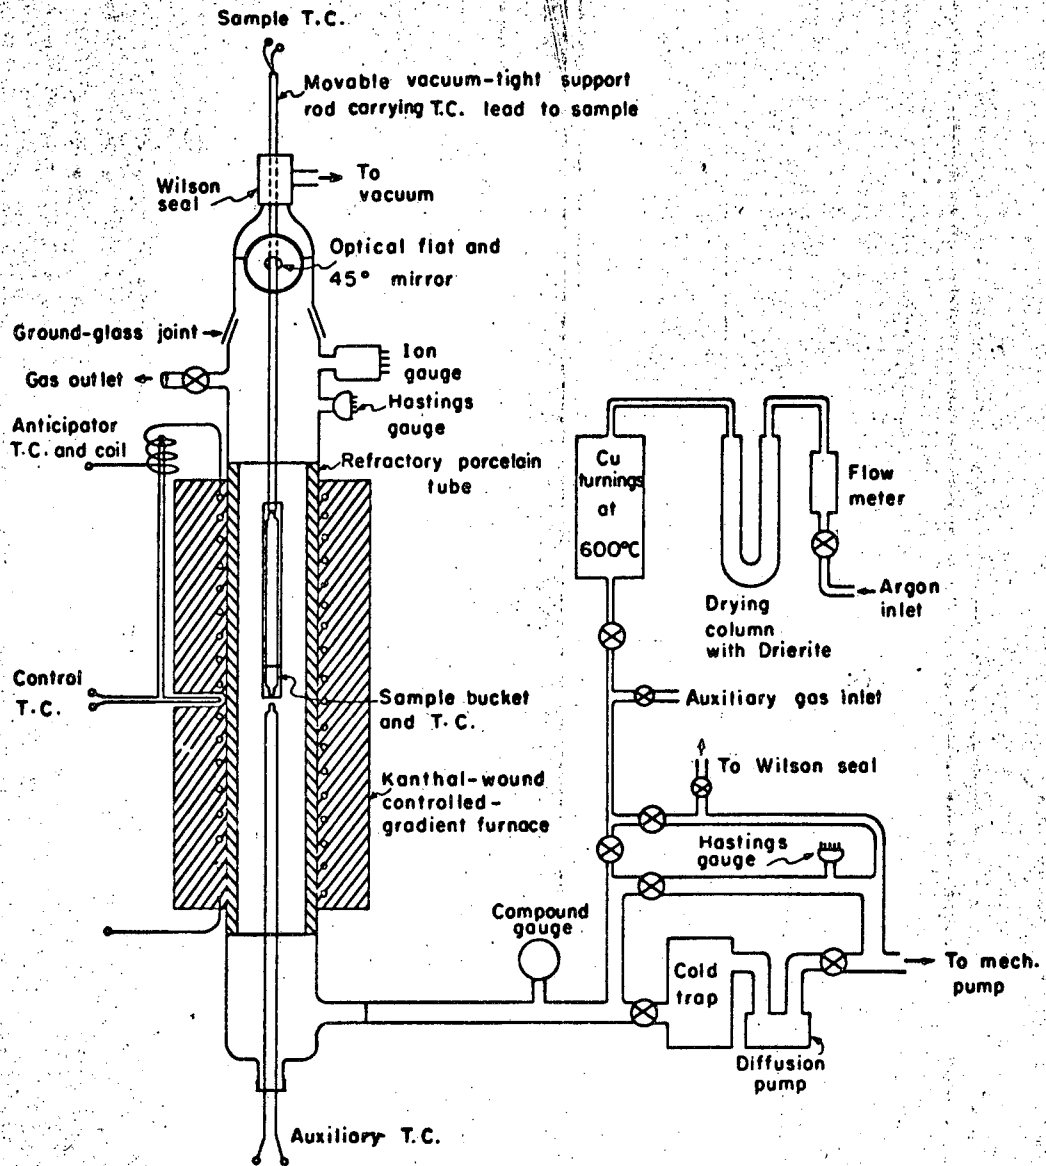 Sample T.C.
Movable vacuum-tight support
rod carrying T.C. lead to sample
Wilson
seal
To
vacuum
Optical flat and
45° mirror
Ground-glass joint
Ion
gauge
Gas outlet
Hastings
gauge
Anticipator
T.C. and coil
Refractory porcelain
tube
Cu
turnings
at
600°C
Flow
meter
Argon
inlet
Drying
column
with Drierite
Control
T.C.
Sample bucket
and T.C.
Auxiliary gas inlet
To Wilson seal
Kanthal-wound
controlled-
gradient furnace
Hastings
gauge
Compound
gauge
Cold
trap
To mech.
pump
Diffusion
pump
Auxiliary T.C.